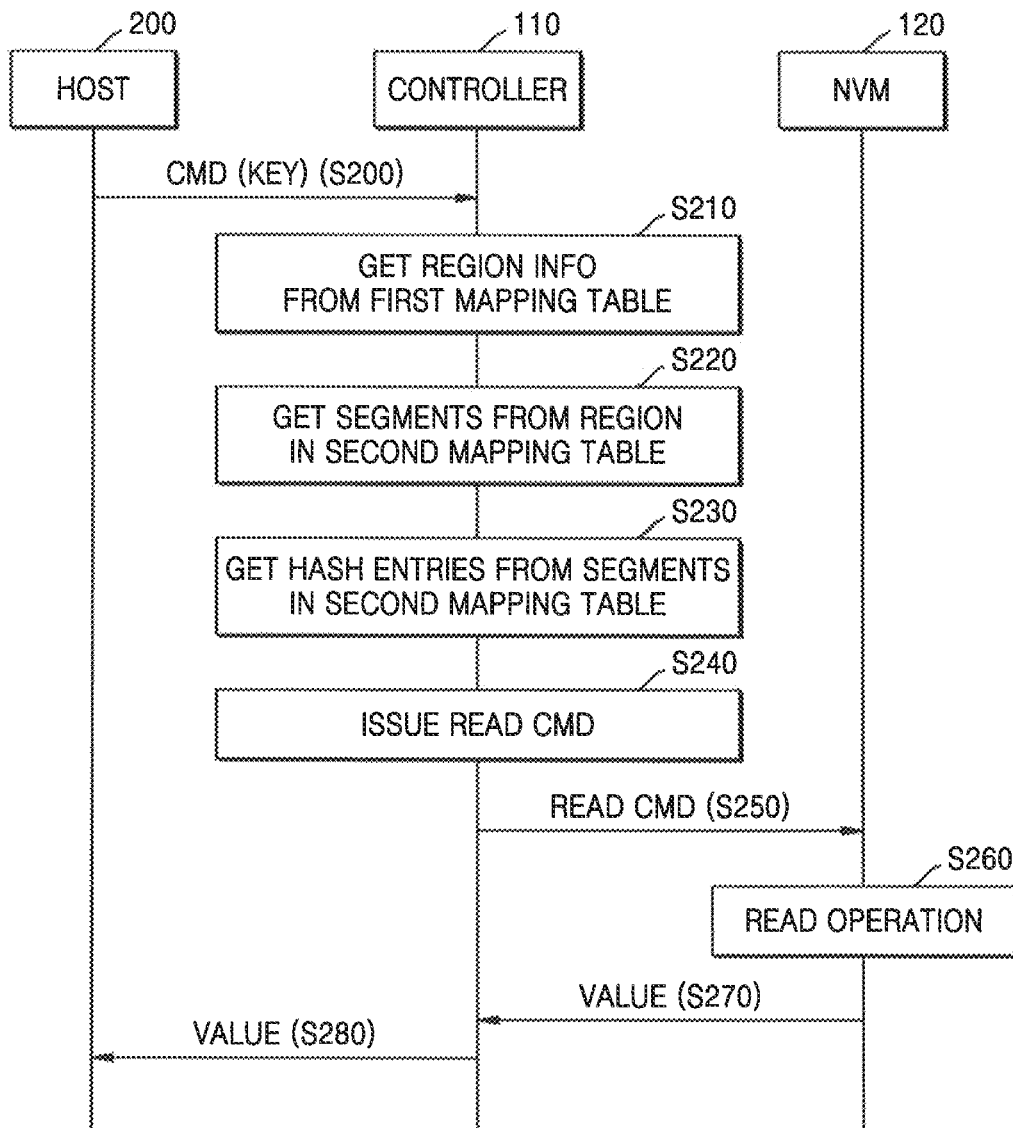 200
110
120
HOST
CONTROLLER
NVM
CMD (KEY) (S200)
S210
GET REGION INFO
FROM FIRST MAPPING TABLE
S220
GET SEGMENTS FROM REGION
IN SECOND MAPPING TABLE
S230
GET HASH ENTRIES FROM SEGMENTS
IN SECOND MAPPING TABLE
S240
ISSUE READ CMD
READ CMD (S250)
S260
READ OPERATION
VALUE (S270)
VALUE (S280)